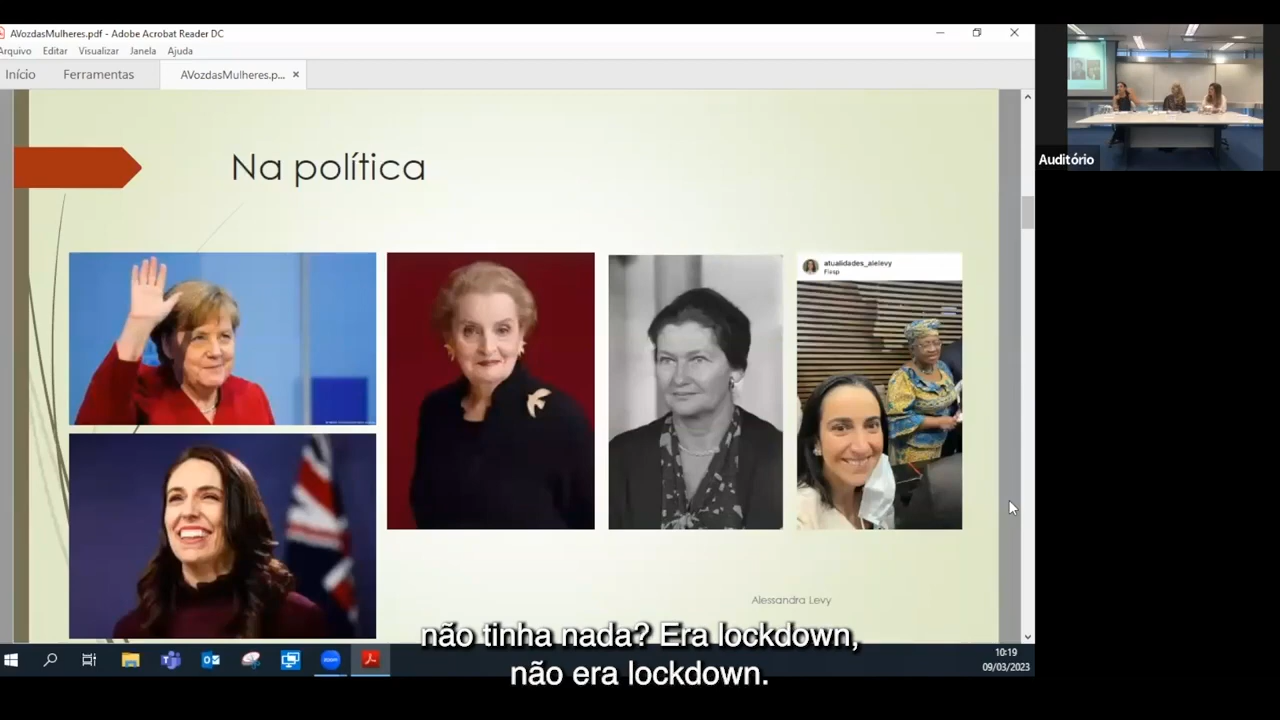 AVozdasMulheres.pdf - Adobe Acrobat Reader DC
Arquivo Editar Visualizar Janela Ajuda
Início Ferramentas AVozdasMulheres.p... ×
Na política
atualidades_alelevy
Fiesp
Alessandra Levy
não tinha nada? Era lockdown,
não era lockdown.
zoom
10:19
09/03/2023
Auditório